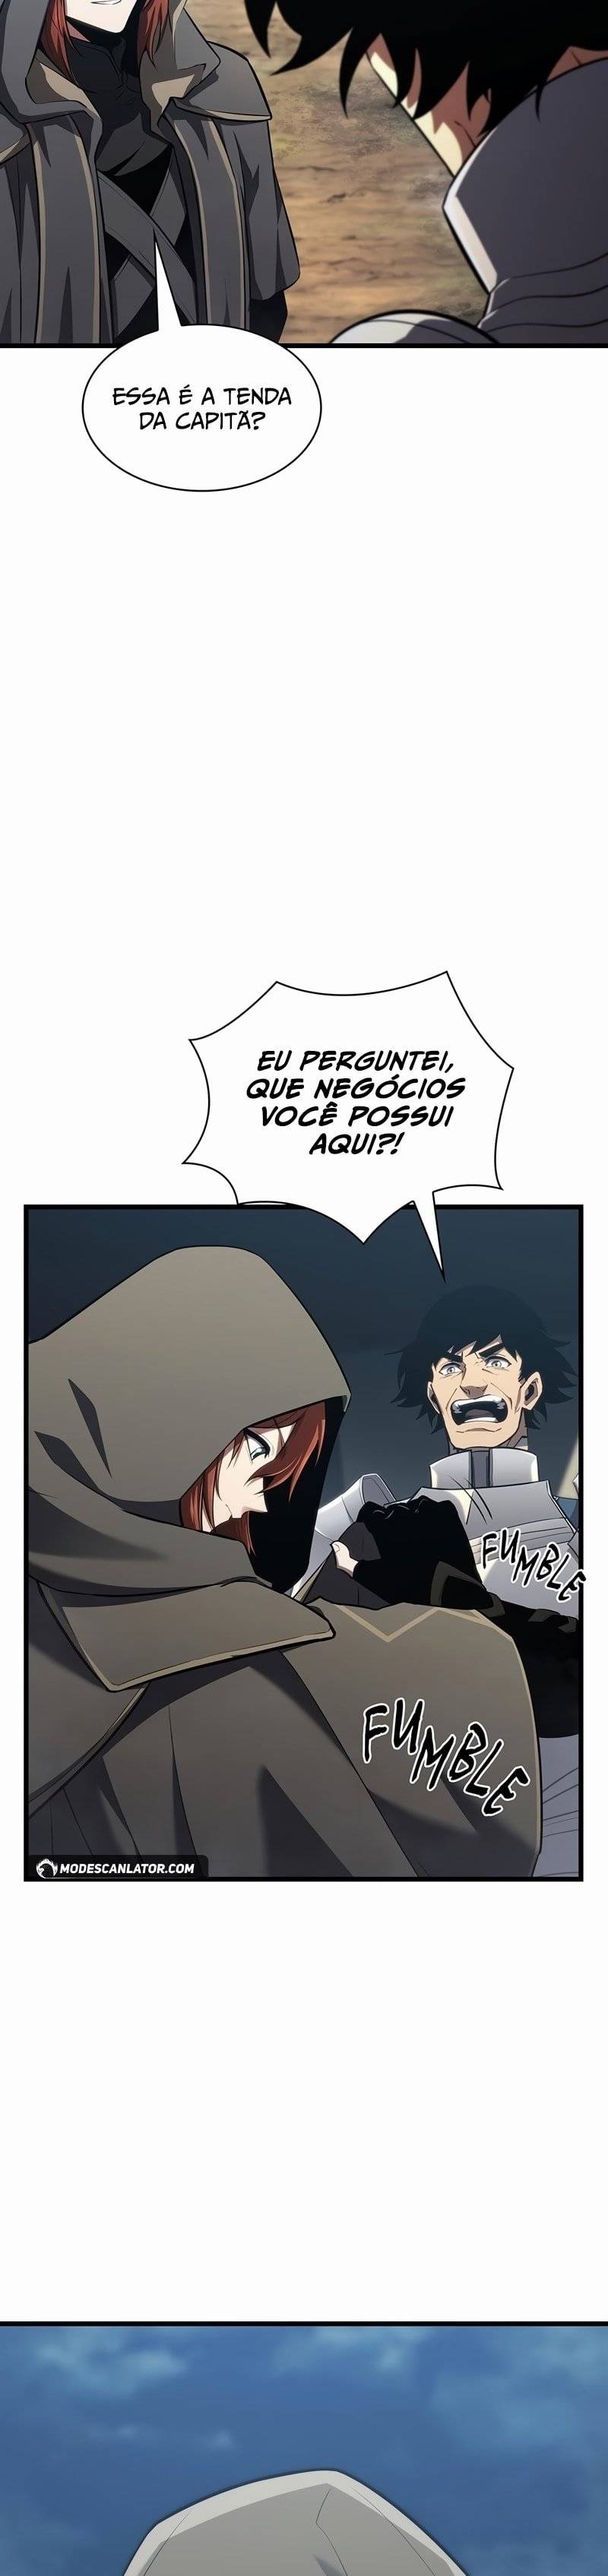 ESSA É A TENDA
DA CAPITÃ?
EU PERGUNTEI,
QUE NEGÓCIOS
VOCÊ POSSUI
AQUI?!
FUMBLE
FUMBLE
MODESCANLATOR.COM